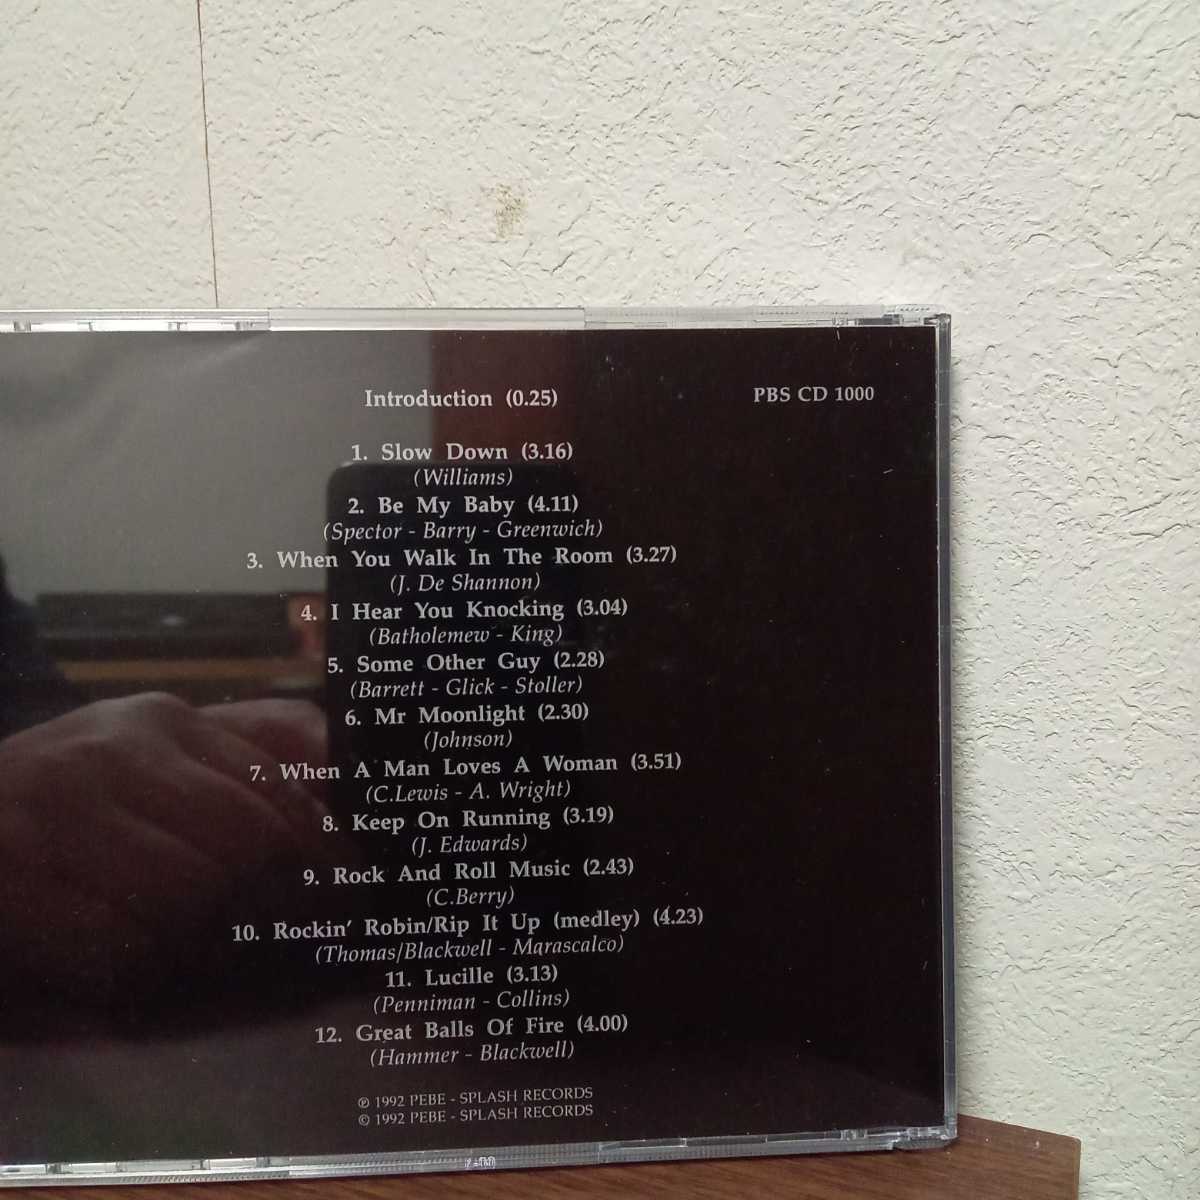 Introduction (0.25)
PBS CD 1000
1. Slow Down (3.16)
(Williams)
2. Be My Baby (4.11)
(Spector - Barry - Greenwich)
3. When You Walk In The Room (3.27)
(J. De Shannon)
4. I Hear You Knocking (3.04)
(Batholemew - King)
5. Some Other Guy (2.28)
(Barrett - Glick - Stoller)
6. Mr Moonlight (2.30)
(Johnson)
7. When A Man Loves A Woman (3.51)
(C.Lewis - A. Wright)
8. Keep On Running (3.19)
(J. Edwards)
9. Rock And Roll Music (2.43)
(C.Berry)
10. Rockin' Robin/Rip It Up (medley) (4.23)
(Thomas/Blackwell - Marascalco)
11. Lucille (3.13)
(Penniman - Collins)
12. Great Balls Of Fire (4.00)
(Hammer - Blackwell)
℗ 1992 PEBE - SPLASH RECORDS
© 1992 PEBE - SPLASH RECORDS